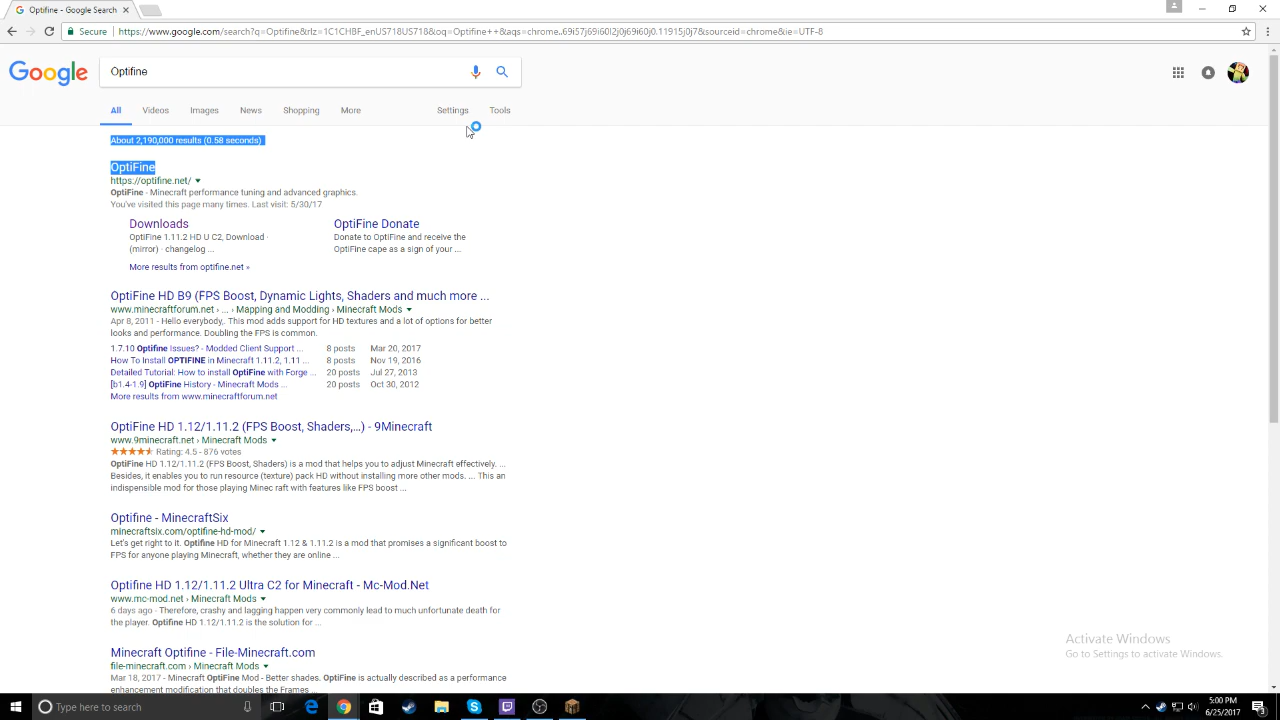 Optifine - Google Search
Secure https://www.google.com/search?q=Optifine&rlz=1C1CHBF_enUS718US718&oq=Optifine++&aqs=chrome..69i57j69i60l2j0j69i60j0.11915j0j7&sourceid=chrome&ie=UTF-8
Google Optifine
All Videos Images News Shopping More Settings Tools
About 2,190,000 results (0.58 seconds)
OptiFine
https://optifine.net/
OptiFine - Minecraft performance tuning and advanced graphics.
You've visited this page many times. Last visit: 5/30/17
Downloads OptiFine Donate
OptiFine 1.11.2 HD U C2, Download · Donate to OptiFine and receive the
(mirror) · changelog ... OptiFine cape as a sign of your ...
More results from optifine.net »
OptiFine HD B9 (FPS Boost, Dynamic Lights, Shaders and much more ...
www.minecraftforum.net › ... › Mapping and Modding › Minecraft Mods
Apr 8, 2011 - Hello everybody,. This mod adds support for HD textures and a lot of options for better
looks and performance. Doubling the FPS is common.
1.7.10 Optifine Issues? - Modded Client Support ... 8 posts Mar 20, 2017
How To Install OPTIFINE in Minecraft 1.11.2, 1.11 ... 8 posts Nov 19, 2016
Detailed Tutorial: How to install OptiFine with Forge ... 20 posts Jul 27, 2013
[b1.4-1.9] OptiFine History - Minecraft Mods ... 20 posts Oct 30, 2012
More results from www.minecraftforum.net
OptiFine HD 1.12/1.11.2 (FPS Boost, Shaders,...) - 9Minecraft
www.9minecraft.net › Minecraft Mods
Rating: 4.5 - 876 votes
OptiFine HD 1.12/1.11.2 (FPS Boost, Shaders) is a mod that helps you to adjust Minecraft effectively. ...
Besides, it enables you to run resource (texture) pack HD without installing more other mods. ... This an
indispensible mod for those playing Minec raft with features like FPS boost ...
Optifine - MinecraftSix
minecraftsix.com/optifine-hd-mod/
Let's get right to it. Optifine HD for Minecraft 1.12 & 1.11.2 is a mod that promises a significant boost to
FPS for anyone playing Minecraft, whether they are online ...
Optifine HD 1.12/1.11.2 Ultra C2 for Minecraft - Mc-Mod.Net
www.mc-mod.net › Minecraft Mods
6 days ago - Therefore, crashy and lagging happen very commonly lead to much unfortunate death for
the player. Optifine HD 1.12/1.11.2 is the solution for ...
Minecraft Optifine - File-Minecraft.com
file-minecraft.com › Minecraft Mods
Mar 18, 2017 - Minecraft OptiFine Mod - Better shades. OptiFine is actually described as a performance
enhancement modification that doubles the Frames ...
Activate Windows
Go to Settings to activate Windows.
Type here to search
5:00 PM
6/25/2017